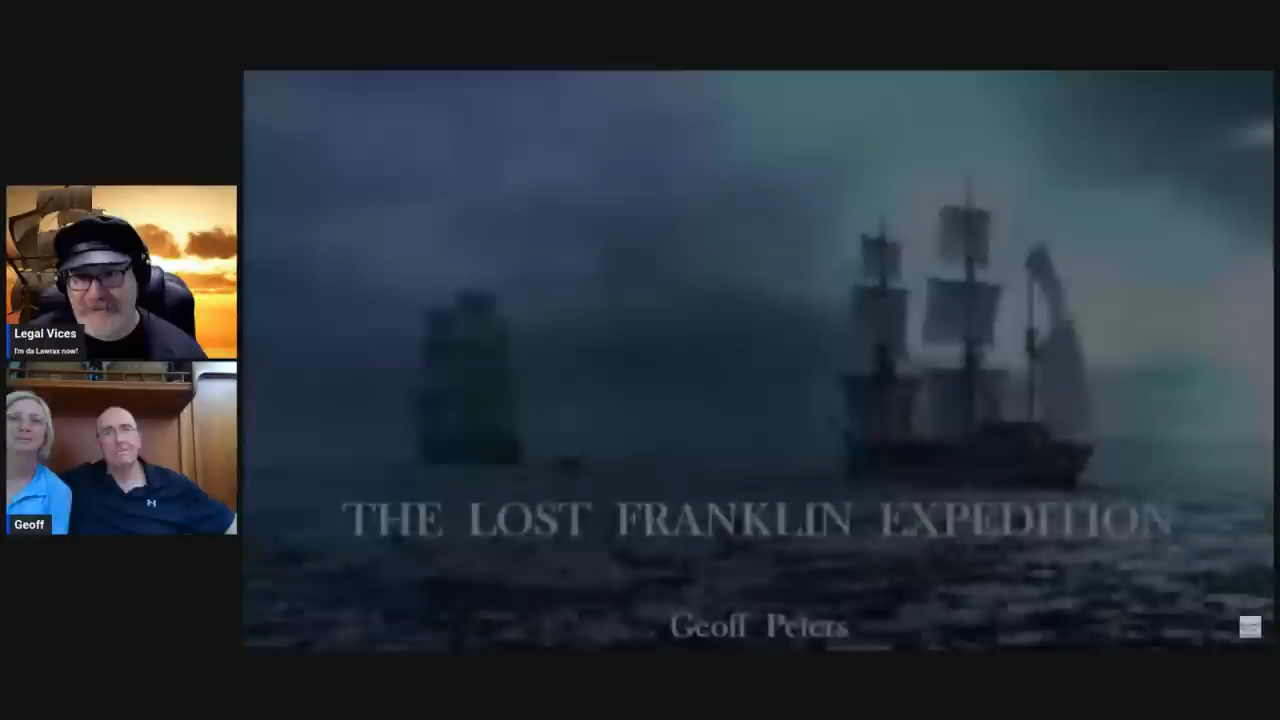 Legal Vices
I'm da Lawrax now!
Geoff
THE LOST FRANKLIN EXPEDITION
Geoff Peters